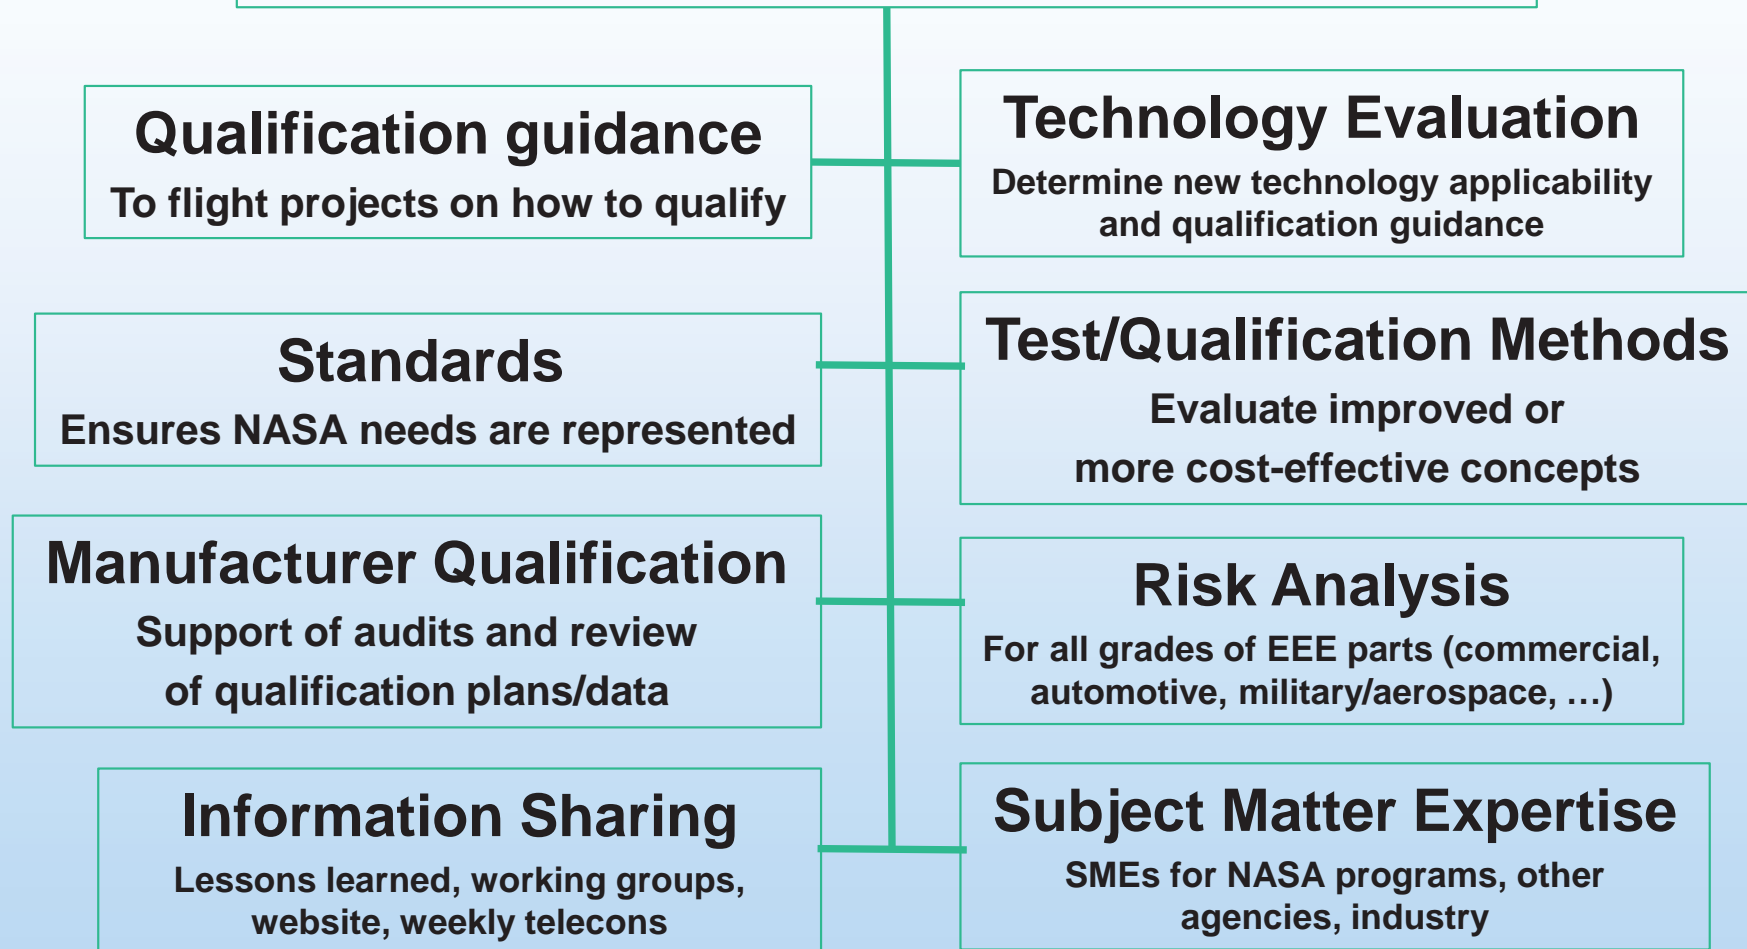 Qualification guidance
To flight projects on how to qualify
Technology Evaluation
Determine new technology applicability
and qualification guidance
Standards
Ensures NASA needs are represented
Test/Qualification Methods
Evaluate improved or
more cost-effective concepts
Manufacturer Qualification
Support of audits and review
of qualification plans/data
Risk Analysis
For all grades of EEE parts (commercial,
automotive, military/aerospace, …)
Information Sharing
Lessons learned, working groups,
website, weekly telecons
Subject Matter Expertise
SMEs for NASA programs, other
agencies, industry